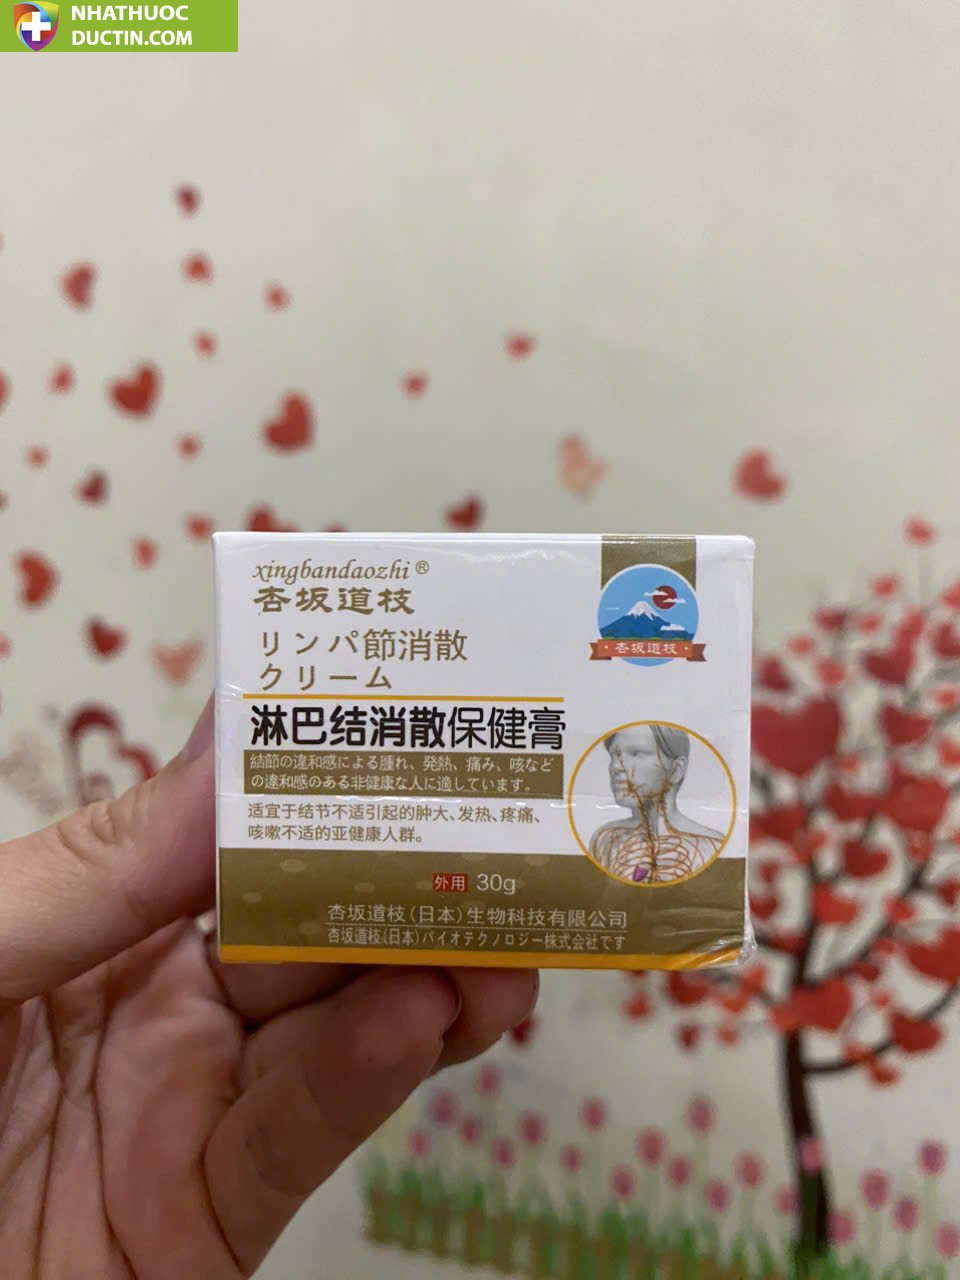 NHATHUOC
DUCTIN.COM
xingbandaozhi ®
杏坂道枝
リンパ節消散
クリーム
杏坂道枝
淋巴结消散保健膏
結節の違和感による腫れ、発熱、痛み、咳など
の違和感のある非健康な人に適しています。
适宜于结节不适引起的肿大、发热、疼痛、
咳嗽不适的亚健康人群。
外用 30g
杏坂道枝(日本)生物科技有限公司
杏坂道枝(日本)バイオテクノロジー株式会社です